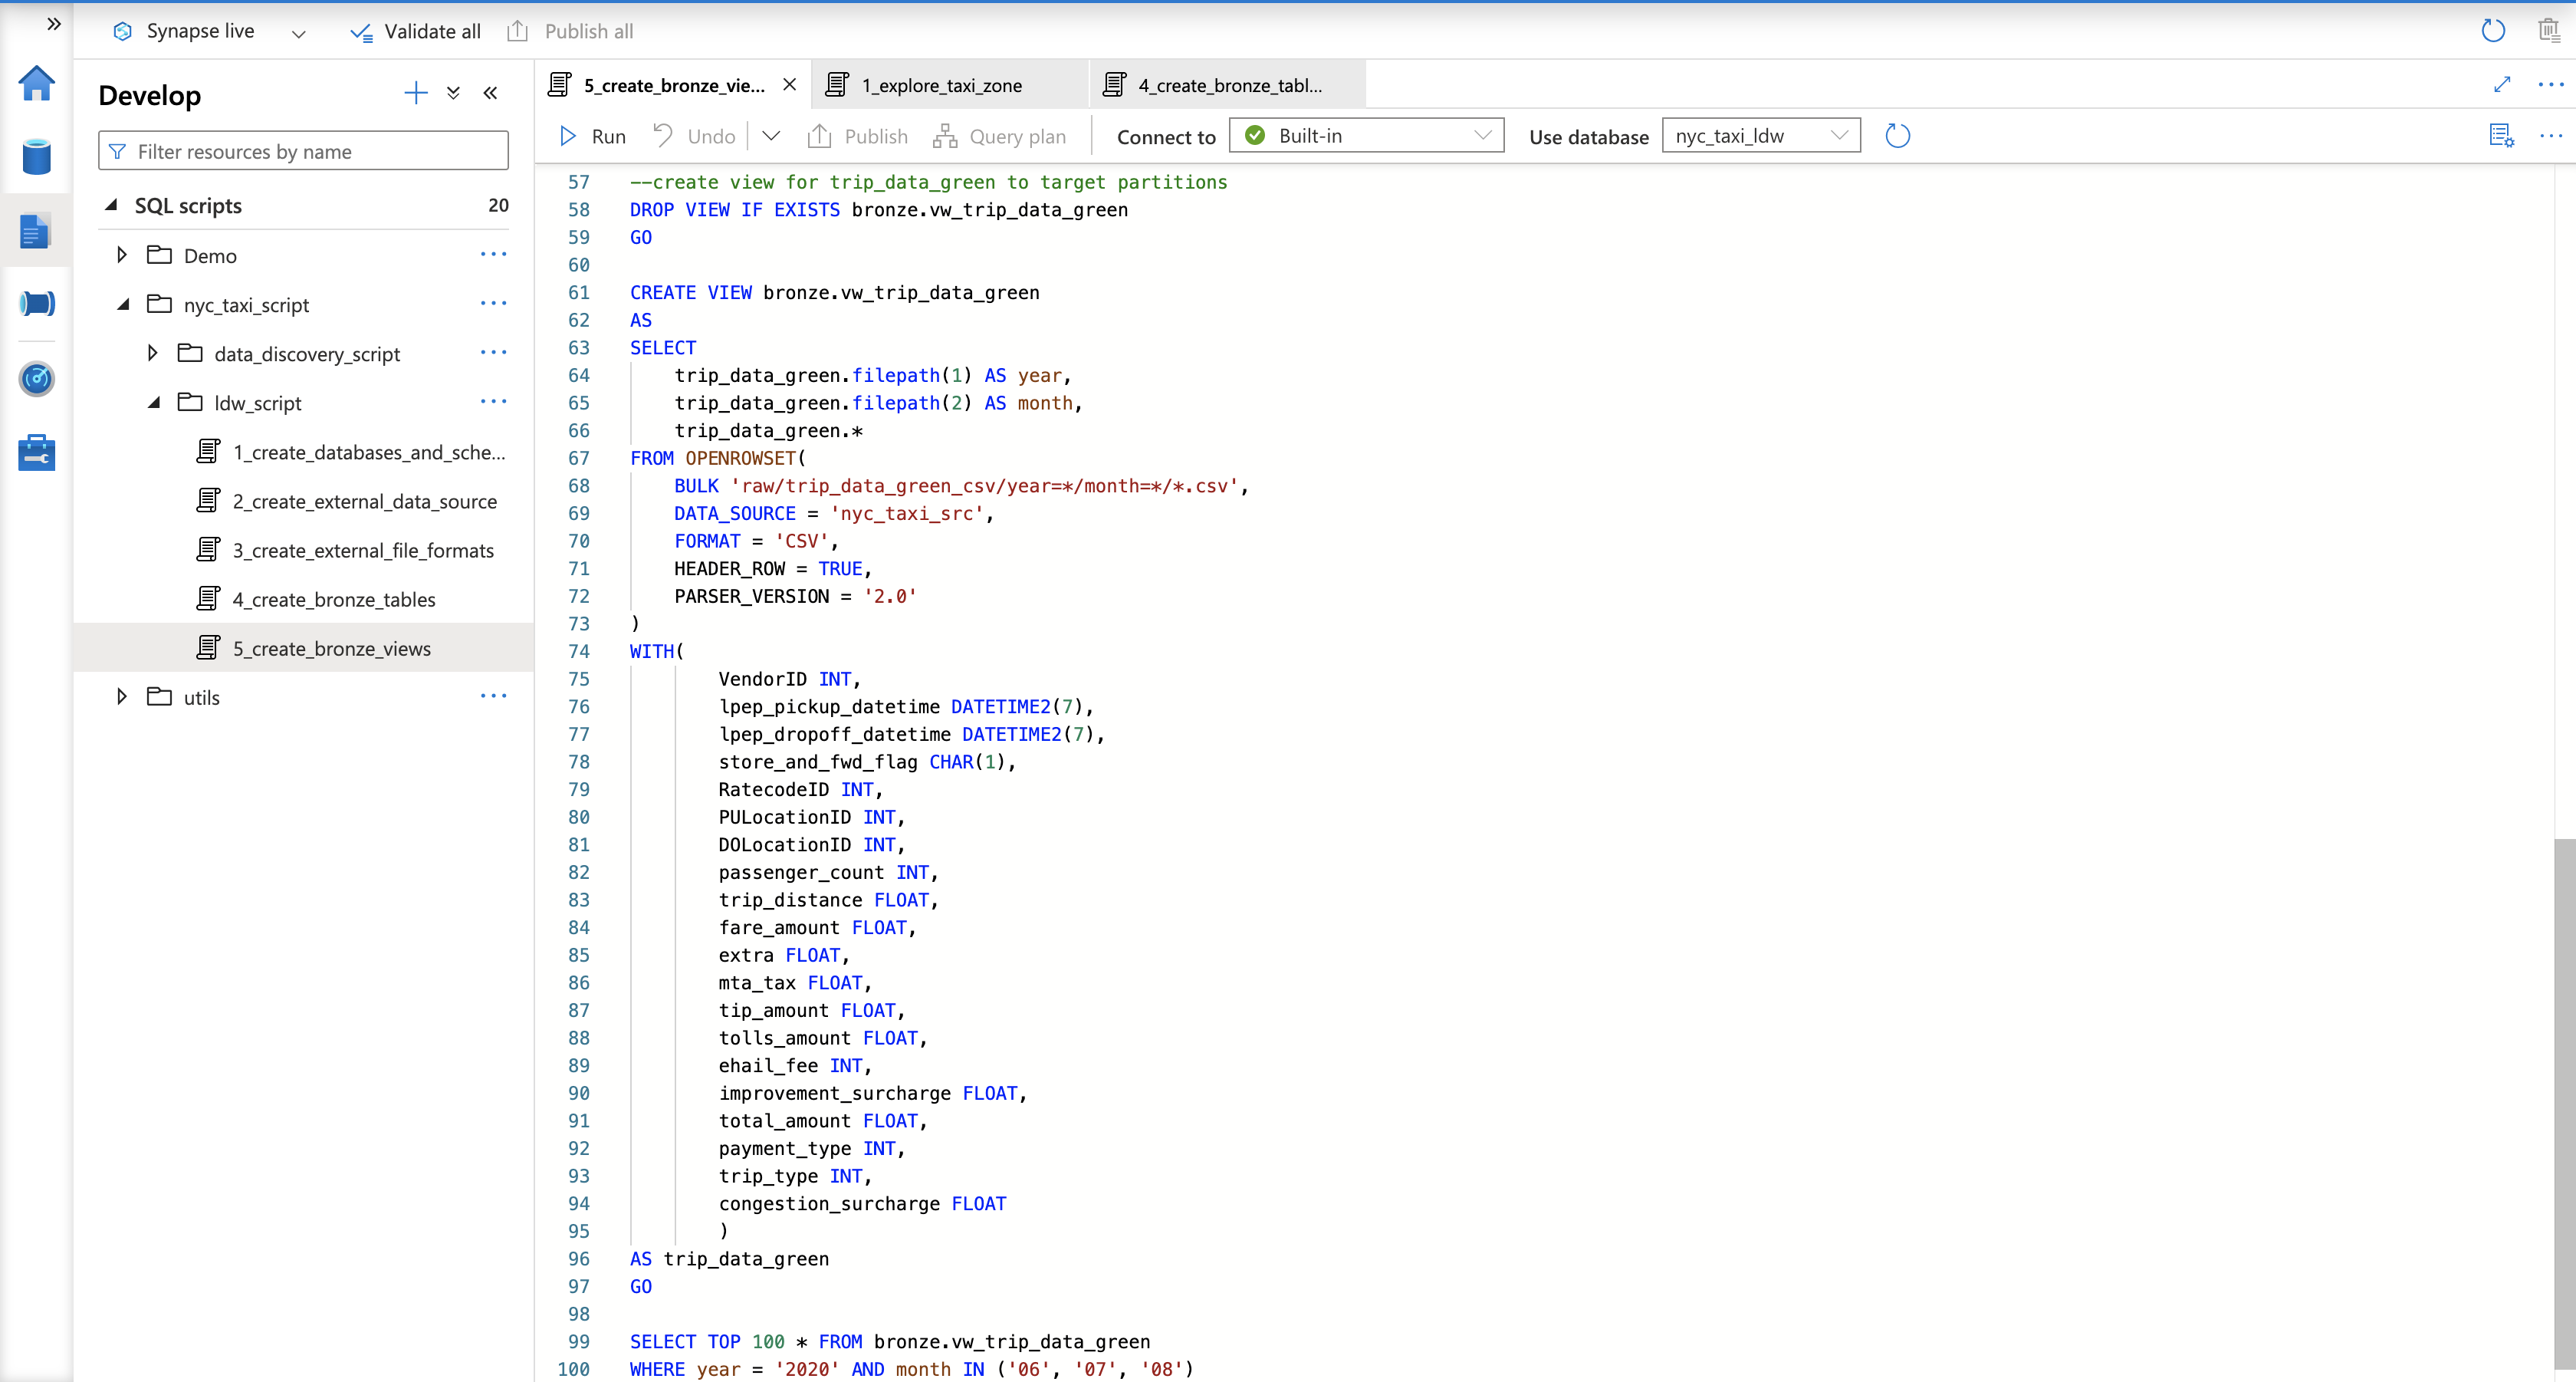 Synapse live
Validate all
Publish all
Develop
Filter resources by name
SQL scripts 20
Demo
nyc_taxi_script
data_discovery_script
ldw_script
1_create_databases_and_sche...
2_create_external_data_source
3_create_external_file_formats
4_create_bronze_tables
5_create_bronze_views
utils
5_create_bronze_vie...
1_explore_taxi_zone
4_create_bronze_tabl...
Run Undo Publish Query plan Connect to Built-in Use database nyc_taxi_ldw
57 --create view for trip_data_green to target partitions
58 DROP VIEW IF EXISTS bronze.vw_trip_data_green
59 GO
60
61 CREATE VIEW bronze.vw_trip_data_green
62 AS
63 SELECT
64 trip_data_green.filepath(1) AS year,
65 trip_data_green.filepath(2) AS month,
66 trip_data_green.*
67 FROM OPENROWSET(
68 BULK 'raw/trip_data_green_csv/year=*/month=*/*.csv',
69 DATA_SOURCE = 'nyc_taxi_src',
70 FORMAT = 'CSV',
71 HEADER_ROW = TRUE,
72 PARSER_VERSION = '2.0'
73 )
74 WITH(
75 VendorID INT,
76 lpep_pickup_datetime DATETIME2(7),
77 lpep_dropoff_datetime DATETIME2(7),
78 store_and_fwd_flag CHAR(1),
79 RatecodeID INT,
80 PULocationID INT,
81 DOLocationID INT,
82 passenger_count INT,
83 trip_distance FLOAT,
84 fare_amount FLOAT,
85 extra FLOAT,
86 mta_tax FLOAT,
87 tip_amount FLOAT,
88 tolls_amount FLOAT,
89 ehail_fee INT,
90 improvement_surcharge FLOAT,
91 total_amount FLOAT,
92 payment_type INT,
93 trip_type INT,
94 congestion_surcharge FLOAT
95 )
96 AS trip_data_green
97 GO
98
99 SELECT TOP 100 * FROM bronze.vw_trip_data_green
100 WHERE year = '2020' AND month IN ('06', '07', '08')